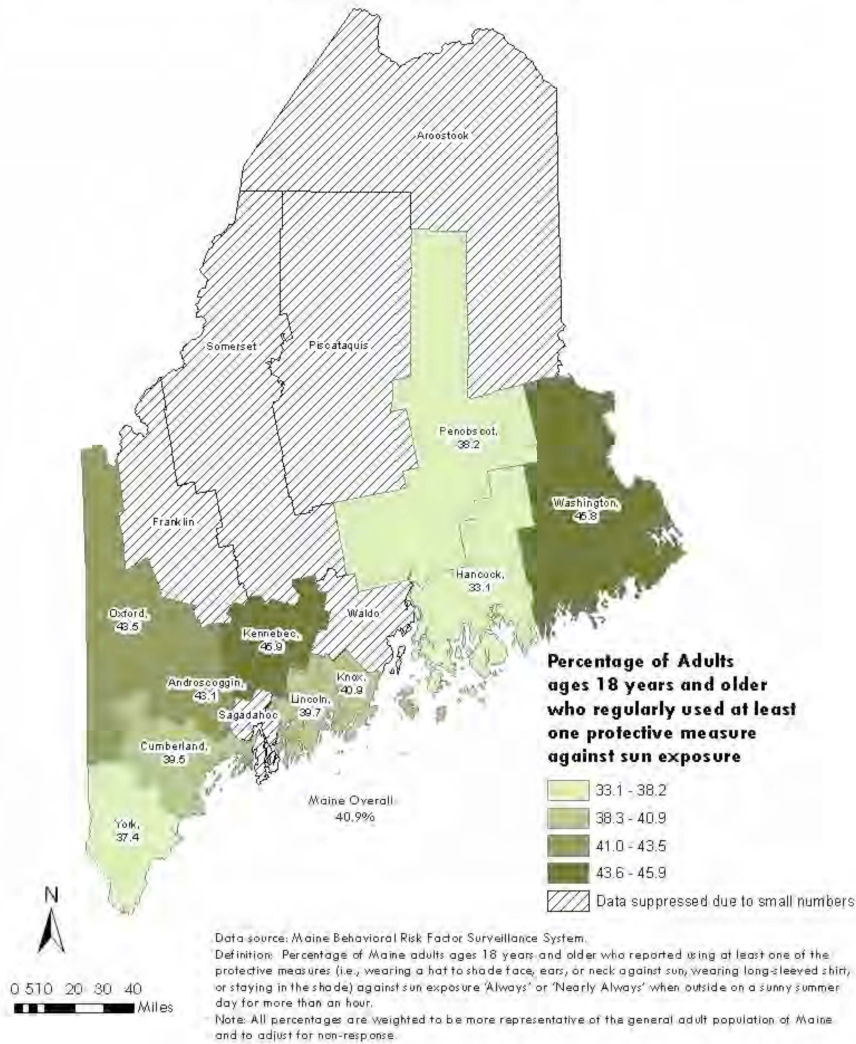 Aroostook
Somerset
Piscataquis
Penobscot,
38.2
Washington,
45.8
Franklin
Hancock,
33.1
Oxford,
43.5
Waldo
Kennebec,
45.9
Knox,
40.9
Androscoggin,
43.1
Lincoln,
39.7
Sagadahoc
Cumberland,
39.5
Maine Overall
40.9%
York,
37.4
Percentage of Adults
ages 18 years and older
who regularly used at least
one protective measure
against sun exposure
33.1 - 38.2
38.3 - 40.9
41.0 - 43.5
43.6 - 45.9
Data suppressed due to small numbers
N
0 510 20 30 40
Miles
Data source: Maine Behavioral Risk Factor Surveillance System.
Definition: Percentage of Maine adults ages 18 years and older who reported using at least one of the
protective measures (i.e., wearing a hat to shade face, ears, or neck against sun, wearing long-sleeved shirt,
or staying in the shade) against sun exposure 'Always' or 'Nearly Always' when outside on a sunny summer
day for more than an hour.
Note: All percentages are weighted to be more representative of the general adult population of Maine
and to adjust for non-response.